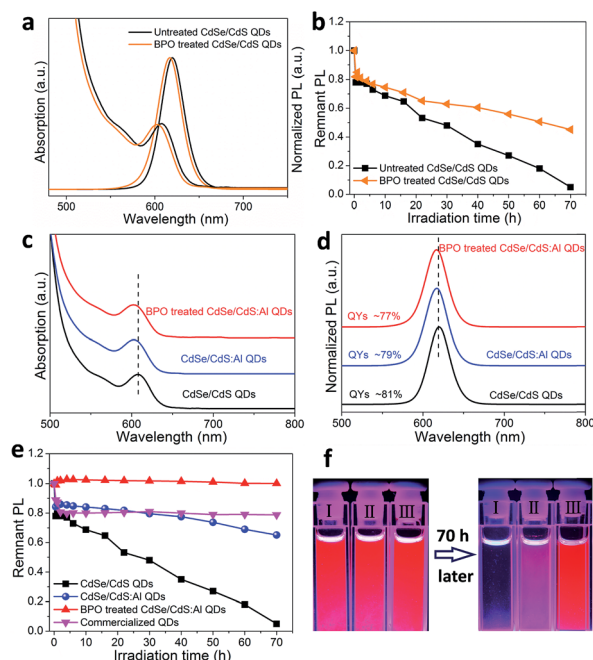 a
Untreated CdSe/CdS QDs
BPO treated CdSe/CdS QDs
Absorption (a.u.)
Normalized PL (a.u.)
500 600 700
Wavelength (nm)
b
1.0
0.8
0.6
0.4
0.2
0.0
Remnant PL
Untreated CdSe/CdS QDs
BPO treated CdSe/CdS QDs
0 10 20 30 40 50 60 70
Irradiation time (h)
c
BPO treated CdSe/CdS:Al QDs
CdSe/CdS:Al QDs
CdSe/CdS QDs
Absorption (a.u.)
500 600 700 800
Wavelength (nm)
d
BPO treated CdSe/CdS:Al QDs
QYs ~77%
QYs ~79% CdSe/CdS:Al QDs
QYs ~81% CdSe/CdS QDs
Normalized PL (a.u.)
500 600 700 800
Wavelength (nm)
e
1.2
1.0
0.8
0.6
0.4
0.2
0.0
Remnant PL
CdSe/CdS QDs
CdSe/CdS:Al QDs
BPO treated CdSe/CdS:Al QDs
Commercialized QDs
0 10 20 30 40 50 60 70
Irradiation time (h)
f
I II III
70 h
later
I II III